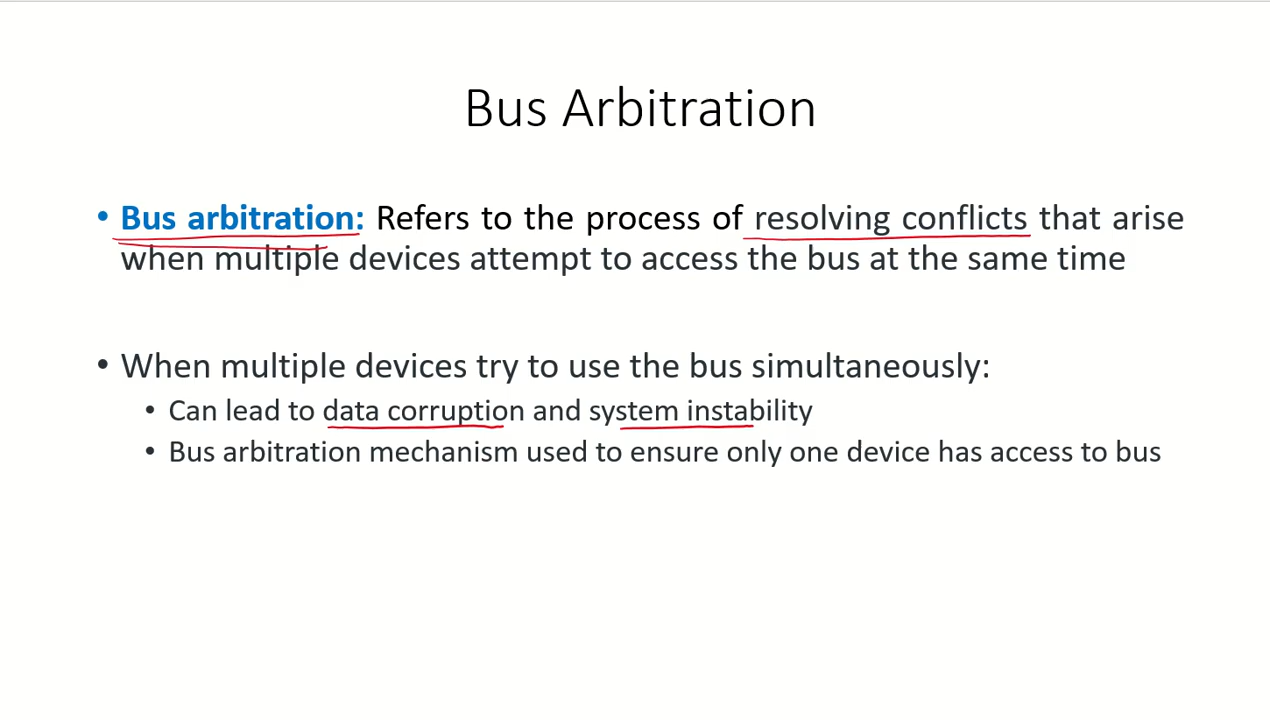 Bus Arbitration
• Bus arbitration: Refers to the process of resolving conflicts that arise
when multiple devices attempt to access the bus at the same time
• When multiple devices try to use the bus simultaneously:
• Can lead to data corruption and system instability
• Bus arbitration mechanism used to ensure only one device has access to bus